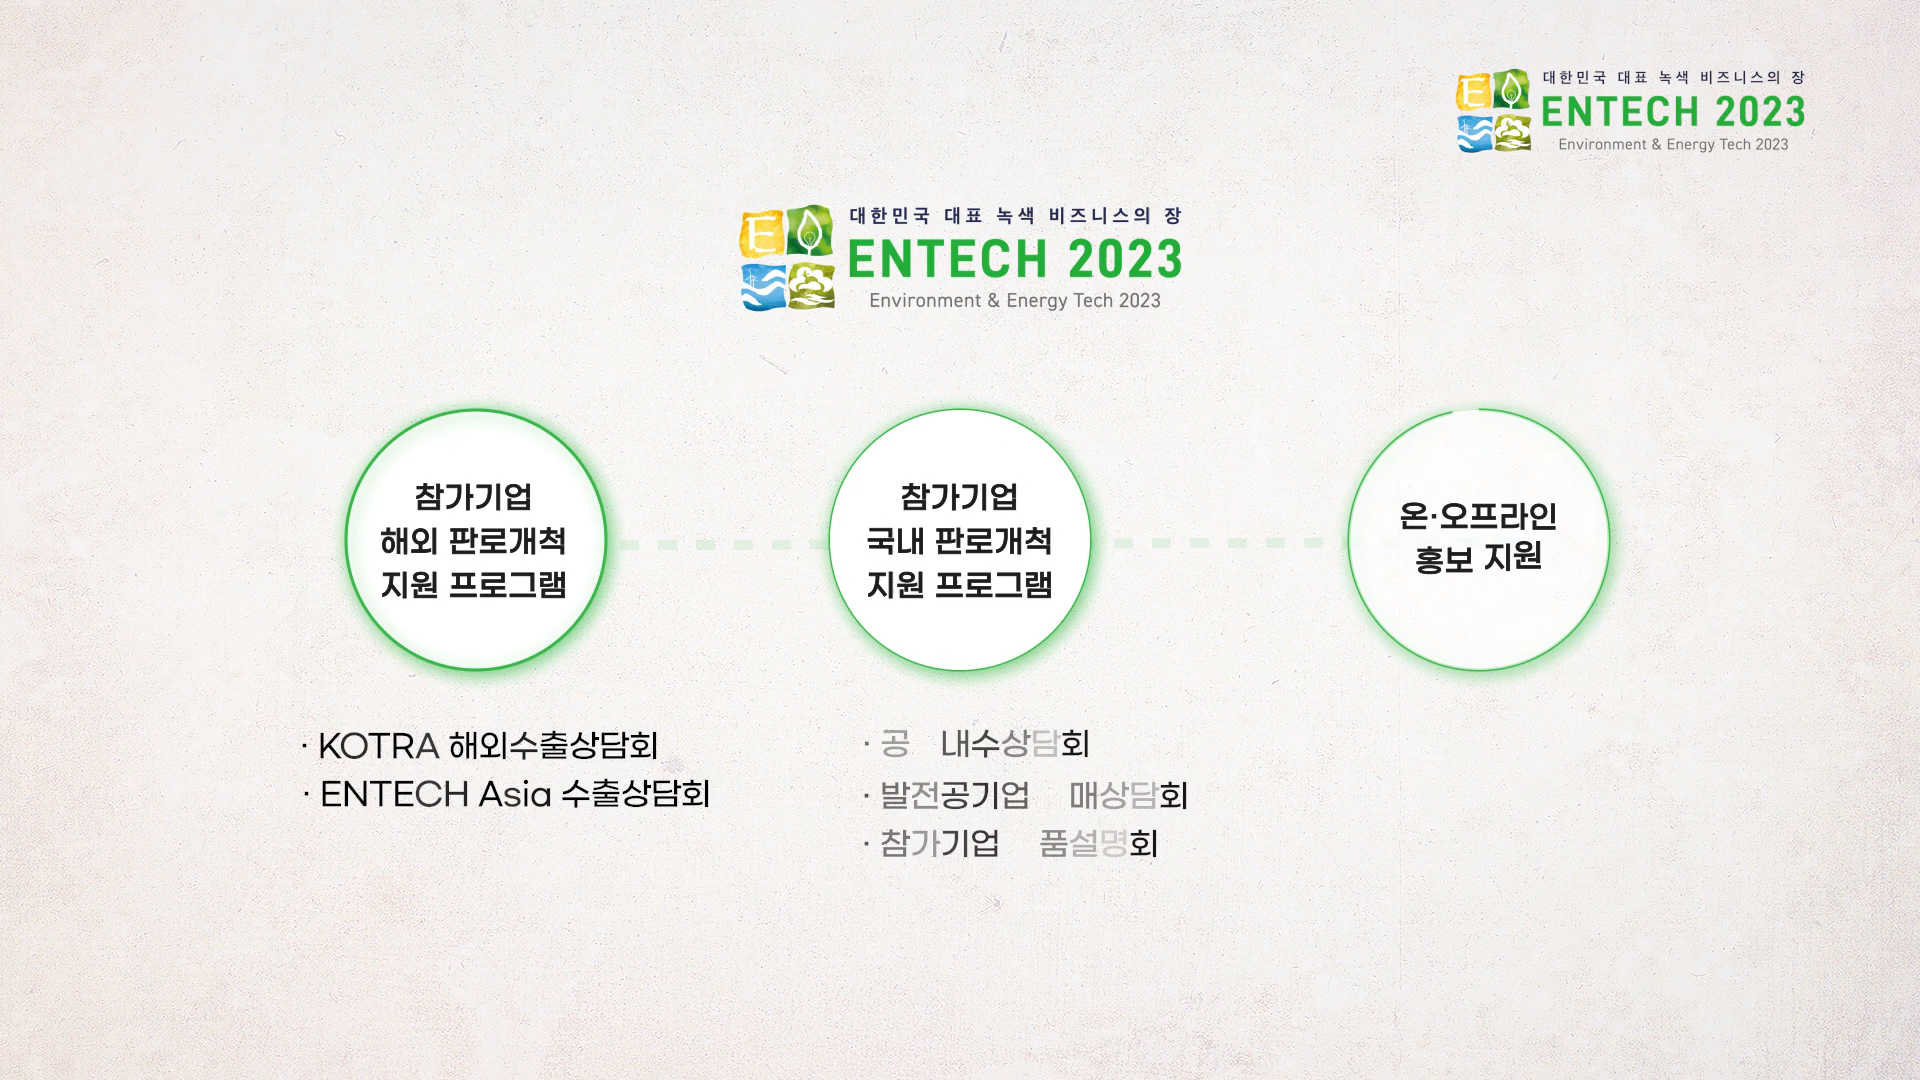 대한민국 대표 녹색 비즈니스의 장
ENTECH 2023
Environment & Energy Tech 2023
대한민국 대표 녹색 비즈니스의 장
ENTECH 2023
Environment & Energy Tech 2023
참가기업
해외 판로개척
지원 프로그램
참가기업
국내 판로개척
지원 프로그램
온·오프라인
홍보 지원
· KOTRA 해외수출상담회
· ENTECH Asia 수출상담회
· 공 내수상담회
· 발전공기업 매상담회
· 참가기업 품설명회